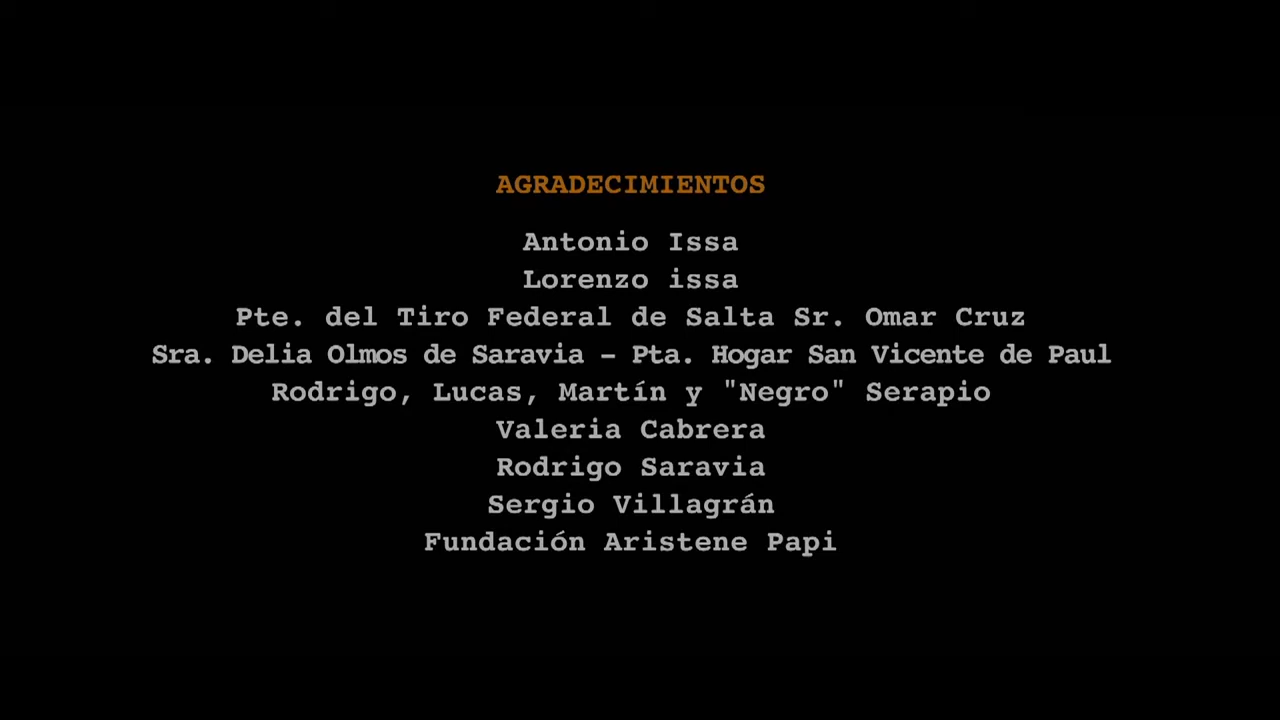 AGRADECIMIENTOS
Antonio Issa
Lorenzo issa
Pte. del Tiro Federal de Salta Sr. Omar Cruz
Sra. Delia Olmos de Saravia – Pta. Hogar San Vicente de Paul
Rodrigo, Lucas, Martín y "Negro" Serapio
Valeria Cabrera
Rodrigo Saravia
Sergio Villagrán
Fundación Aristene Papi